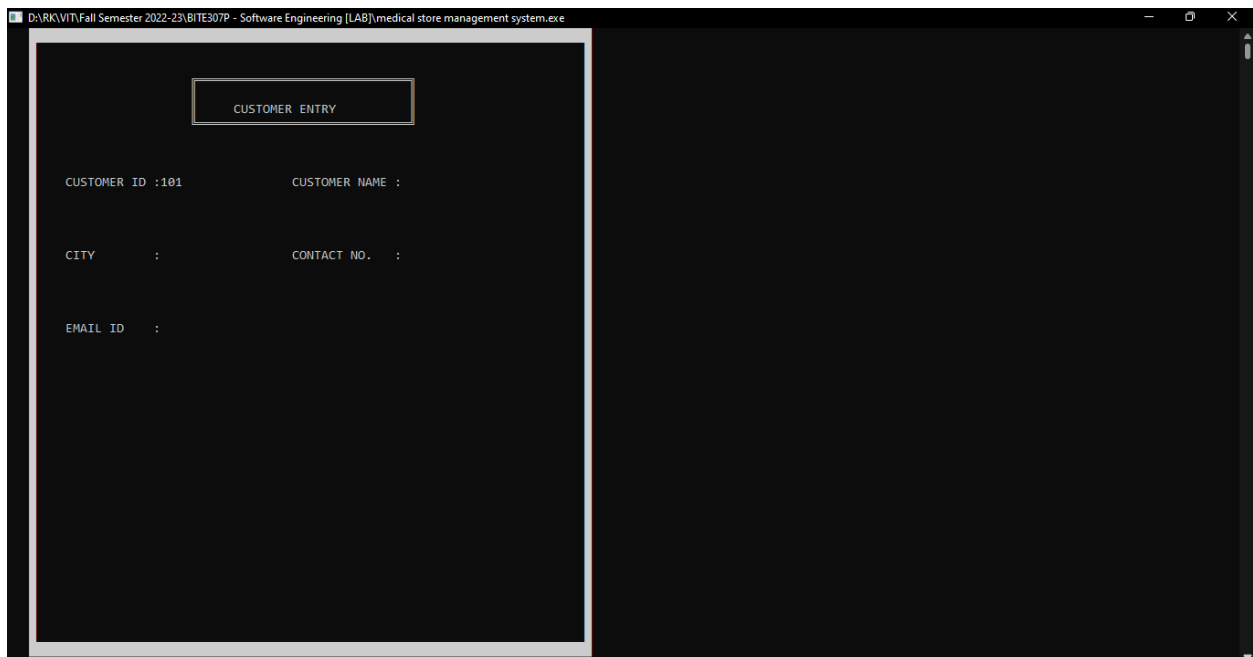 D:\RK\VIT\Fall Semester 2022-23\BITE307P - Software Engineering [LAB]\medical store management system.exe
CUSTOMER ENTRY
CUSTOMER ID :101 CUSTOMER NAME :
CITY : CONTACT NO. :
EMAIL ID :